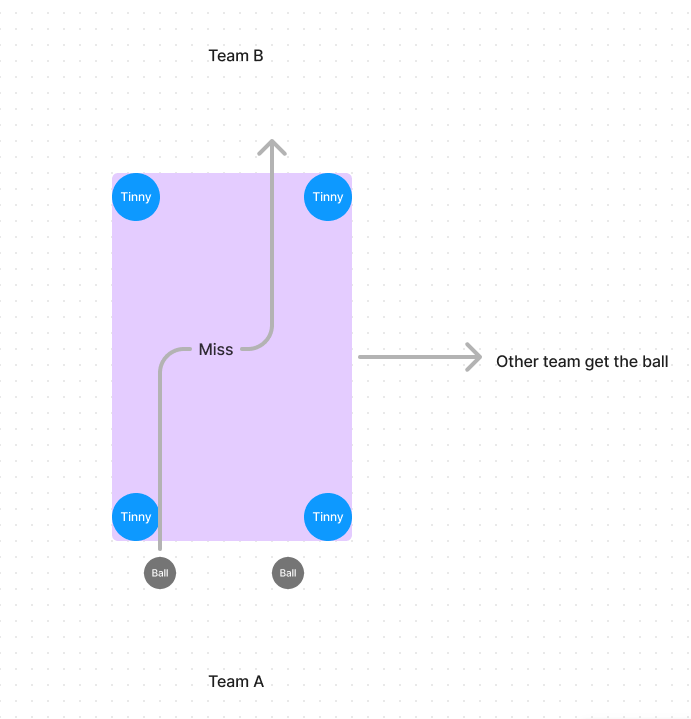 Team B
Tinny
Tinny
Miss
Other team get the ball
Tinny
Tinny
Ball
Ball
Team A